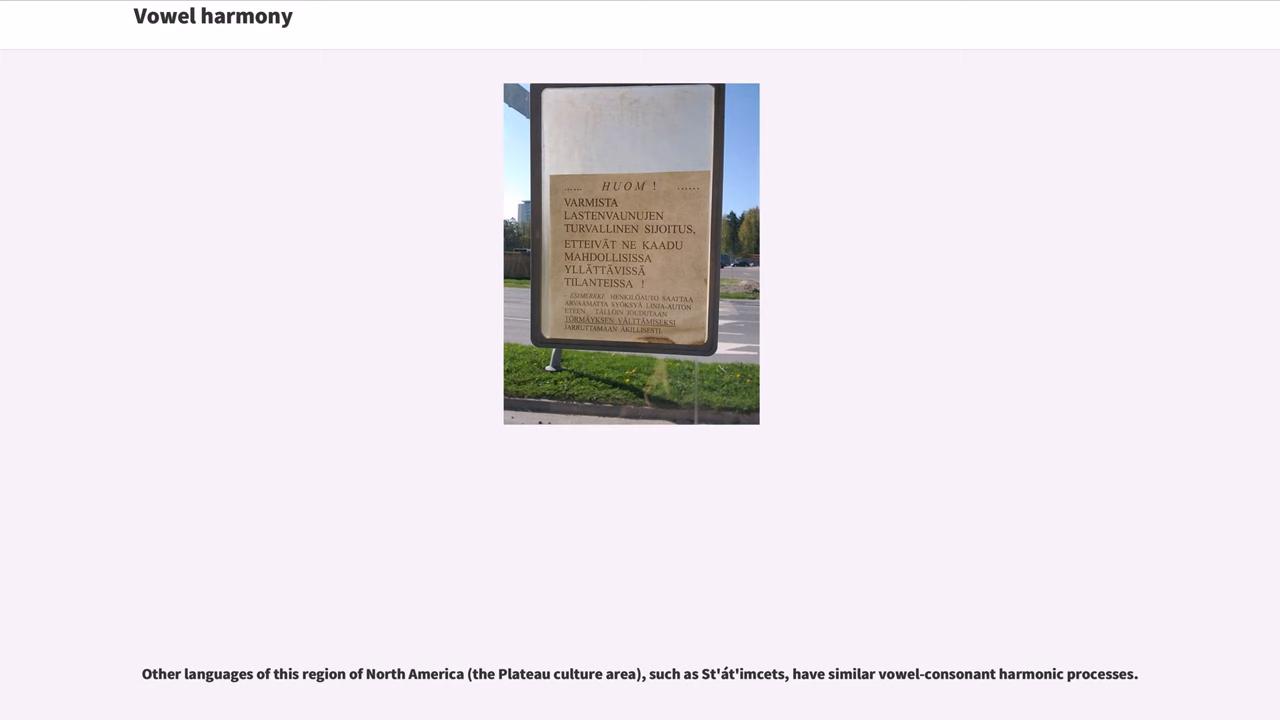 Vowel harmony
...... HUOM ! ......
VARMISTA
LASTENVAUNUJEN
TURVALLINEN SIJOITUS,
ETTEIVÄT NE KAADU
MAHDOLLISISSA
YLLÄTTÄVISSÄ
TILANTEISSA !
- ESIMERKKI HENKILÖAUTO SAATTAA
ARVAAMATTA SYÖKSYÄ LINJA-AUTON
ETEEN. TÄLLÖIN JOUDUTAAN
TÖRMÄYKSEN VÄLTTÄMISEKSI
JARRUTTAMAAN ÄKILLISESTI.
Other languages of this region of North America (the Plateau culture area), such as St'át'imcets, have similar vowel-consonant harmonic processes.